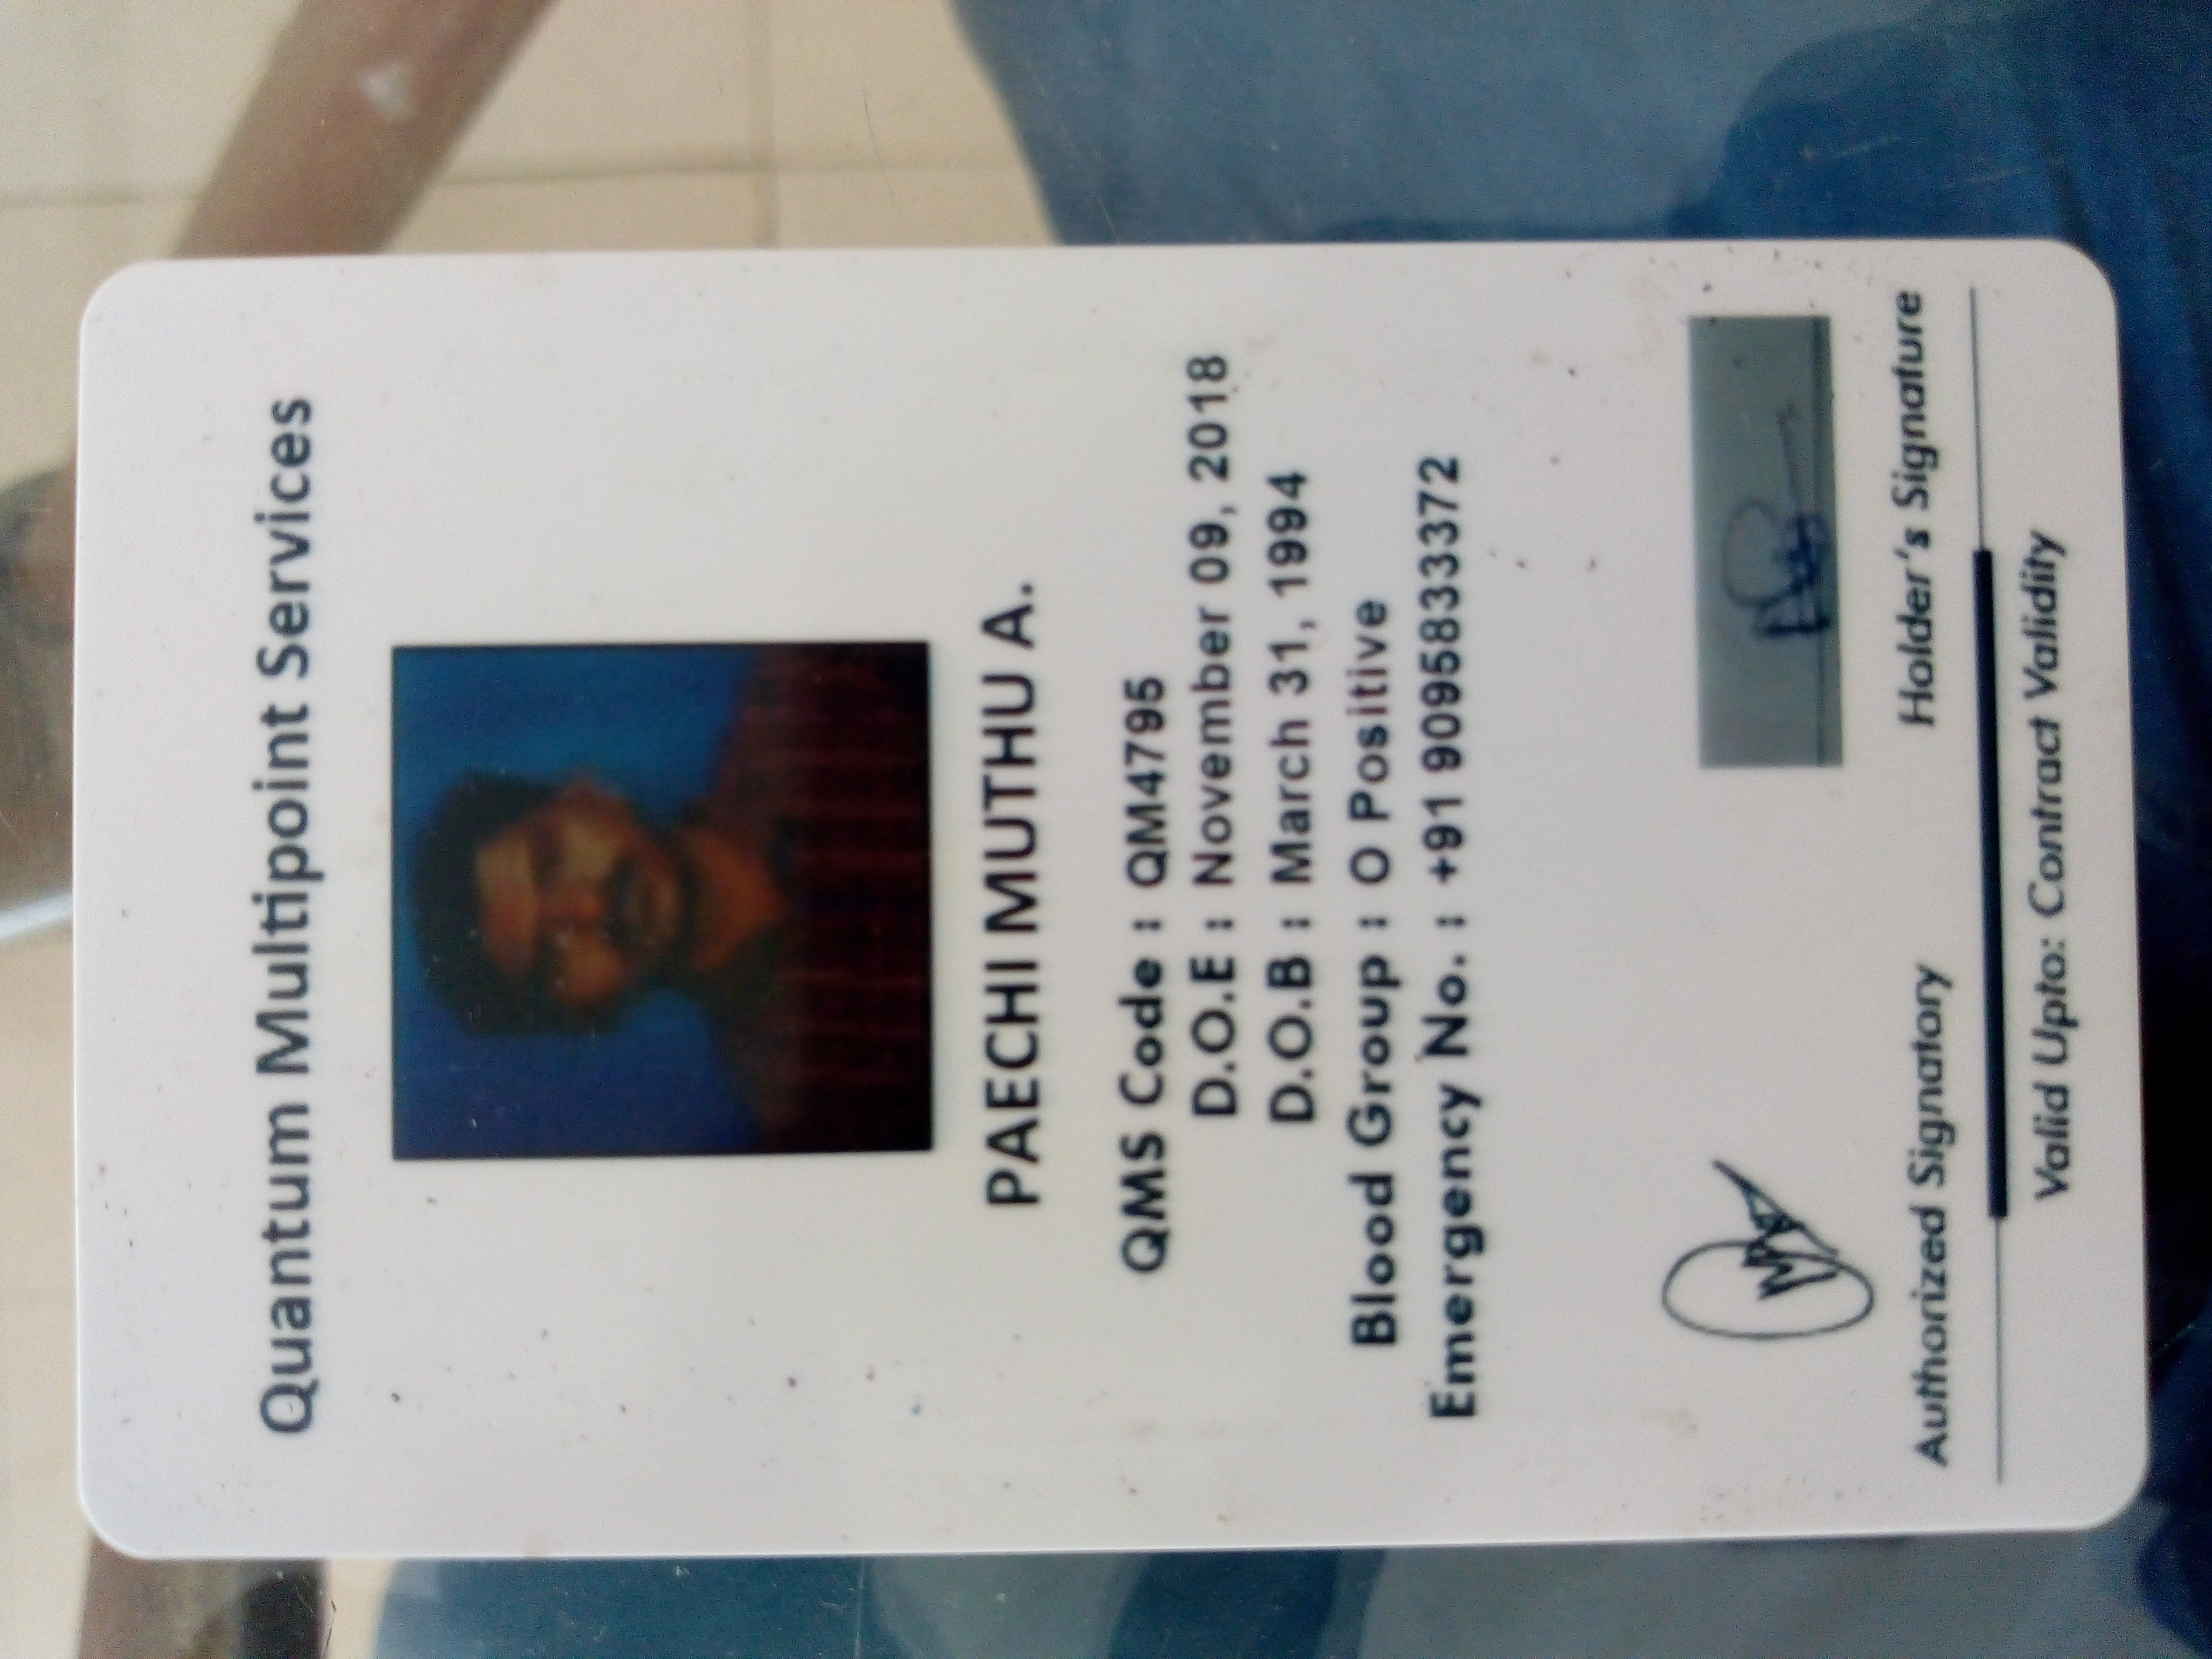 Quantum Multipoint Services
PAECHI MUTHU A.
QMS Code : QM4795
D.O.E : November 09, 2018
D.O.B : March 31, 1994
Blood Group : O Positive
Emergency No. : +91 9095833372
Authorized Signatory
Holder's Signature
Valid Upto: Contract Validity